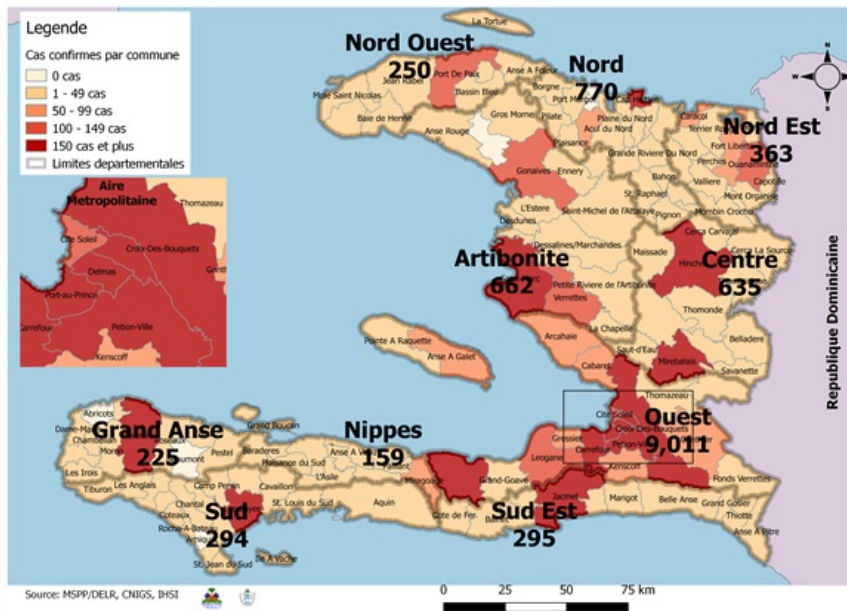 Legende
Cas confirmes par commune
0 cas
1 - 49 cas
50 - 99 cas
100 - 149 cas
150 cas et plus
Limites departementales
Aire
Metropolitaine
Thomazeau
Cite Soleil
Croix-Des-Bouquets
Delmas
Port-au-Prince
Carrefour
Petion-Ville
Kenscoff
La Tortue
Nord Ouest
250
Port De Paix
Jean Rabel
Anse A Foleur
Bassin Bleu
Mole Saint Nicolas
Baie de Henne
Anse Rouge
Gros Morne
Nord
770
Borgne
Pilate
Plaine du Nord
Acul du Nord
Plaisance
Grande Riviere Du Nord
Bahon
St. Raphael
Pignon
Nord Est
363
Caracol
Perches
Ouanaminthe
Valliere
Capotille
Mont Organise
Mombin Crochu
Gonaives
Ennery
L'Estere
Saint-Michel de l'Attalaye
Desdunes
Dessalines/Marchandes
Artibonite
662
Petite Riviere de l'Artibonite
Verrettes
La Chapelle
Cerca Carvajal
Cerca La Source
Maissade
Centre
635
Thomonde
Belladere
Mirebalais
Savanette
Saut-d'Eau
Arcahaie
Cabaret
Pointe A Raquette
Anse A Galet
Thomazeau
Cite Soleil
Ouest
9,011
Croix-Des-Bouquets
Gressier
Carrefour
Petion-Ville
Leogane
Kenscoff
Fonds Verrettes
Grand-Goave
Abricots
Grand Anse
225
Moron
Les Irois
Pestel
Grand Boucan
Baraderes
Nippes
159
Plaisance du Sud
L'Asile
Miragoane
Tiburon
Les Anglais
Camp Perrin
Cavaillon
Chantal
St. Louis du Sud
Aquin
Coteaux
Sud
294
St. Jean du Sud
Ile A Vache
Cote de Fer
Jacmel
Sud Est
295
Marigot
Belle Anse
Grand Gosier
Thiotte
Anse A Pitre
Republique Dominicaine
N
W
E
S
Source: MSPP/DELR, CNIGS, IHSI
0 25 50 75 km